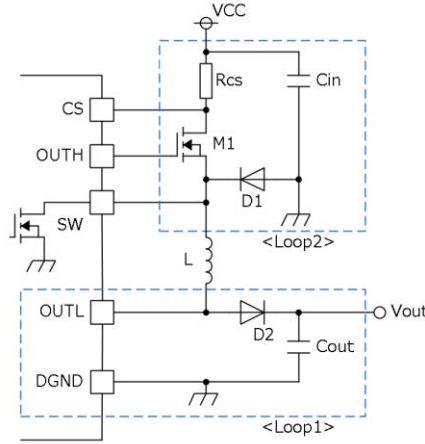 VCC
Rcs
Cin
CS
M1
OUTH
D1
SW
<Loop2>
L
OUTL
Vout
D2
Cout
DGND
<Loop1>